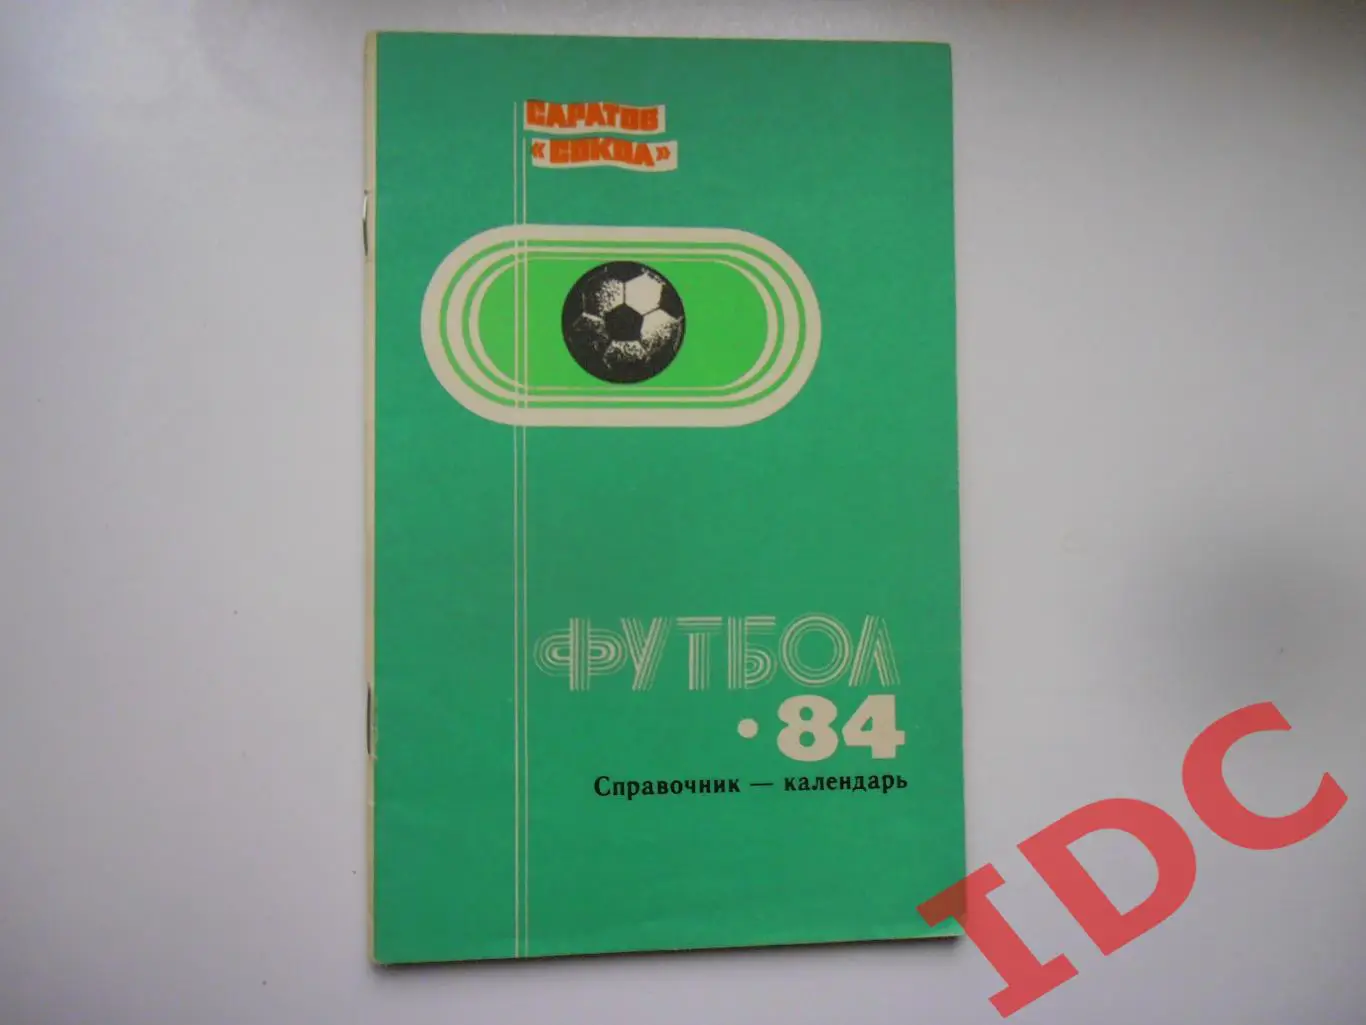 САРАТОВ
«СОКОЛ»
ФУТБОЛ
•84
Справочник — календарь
IDC